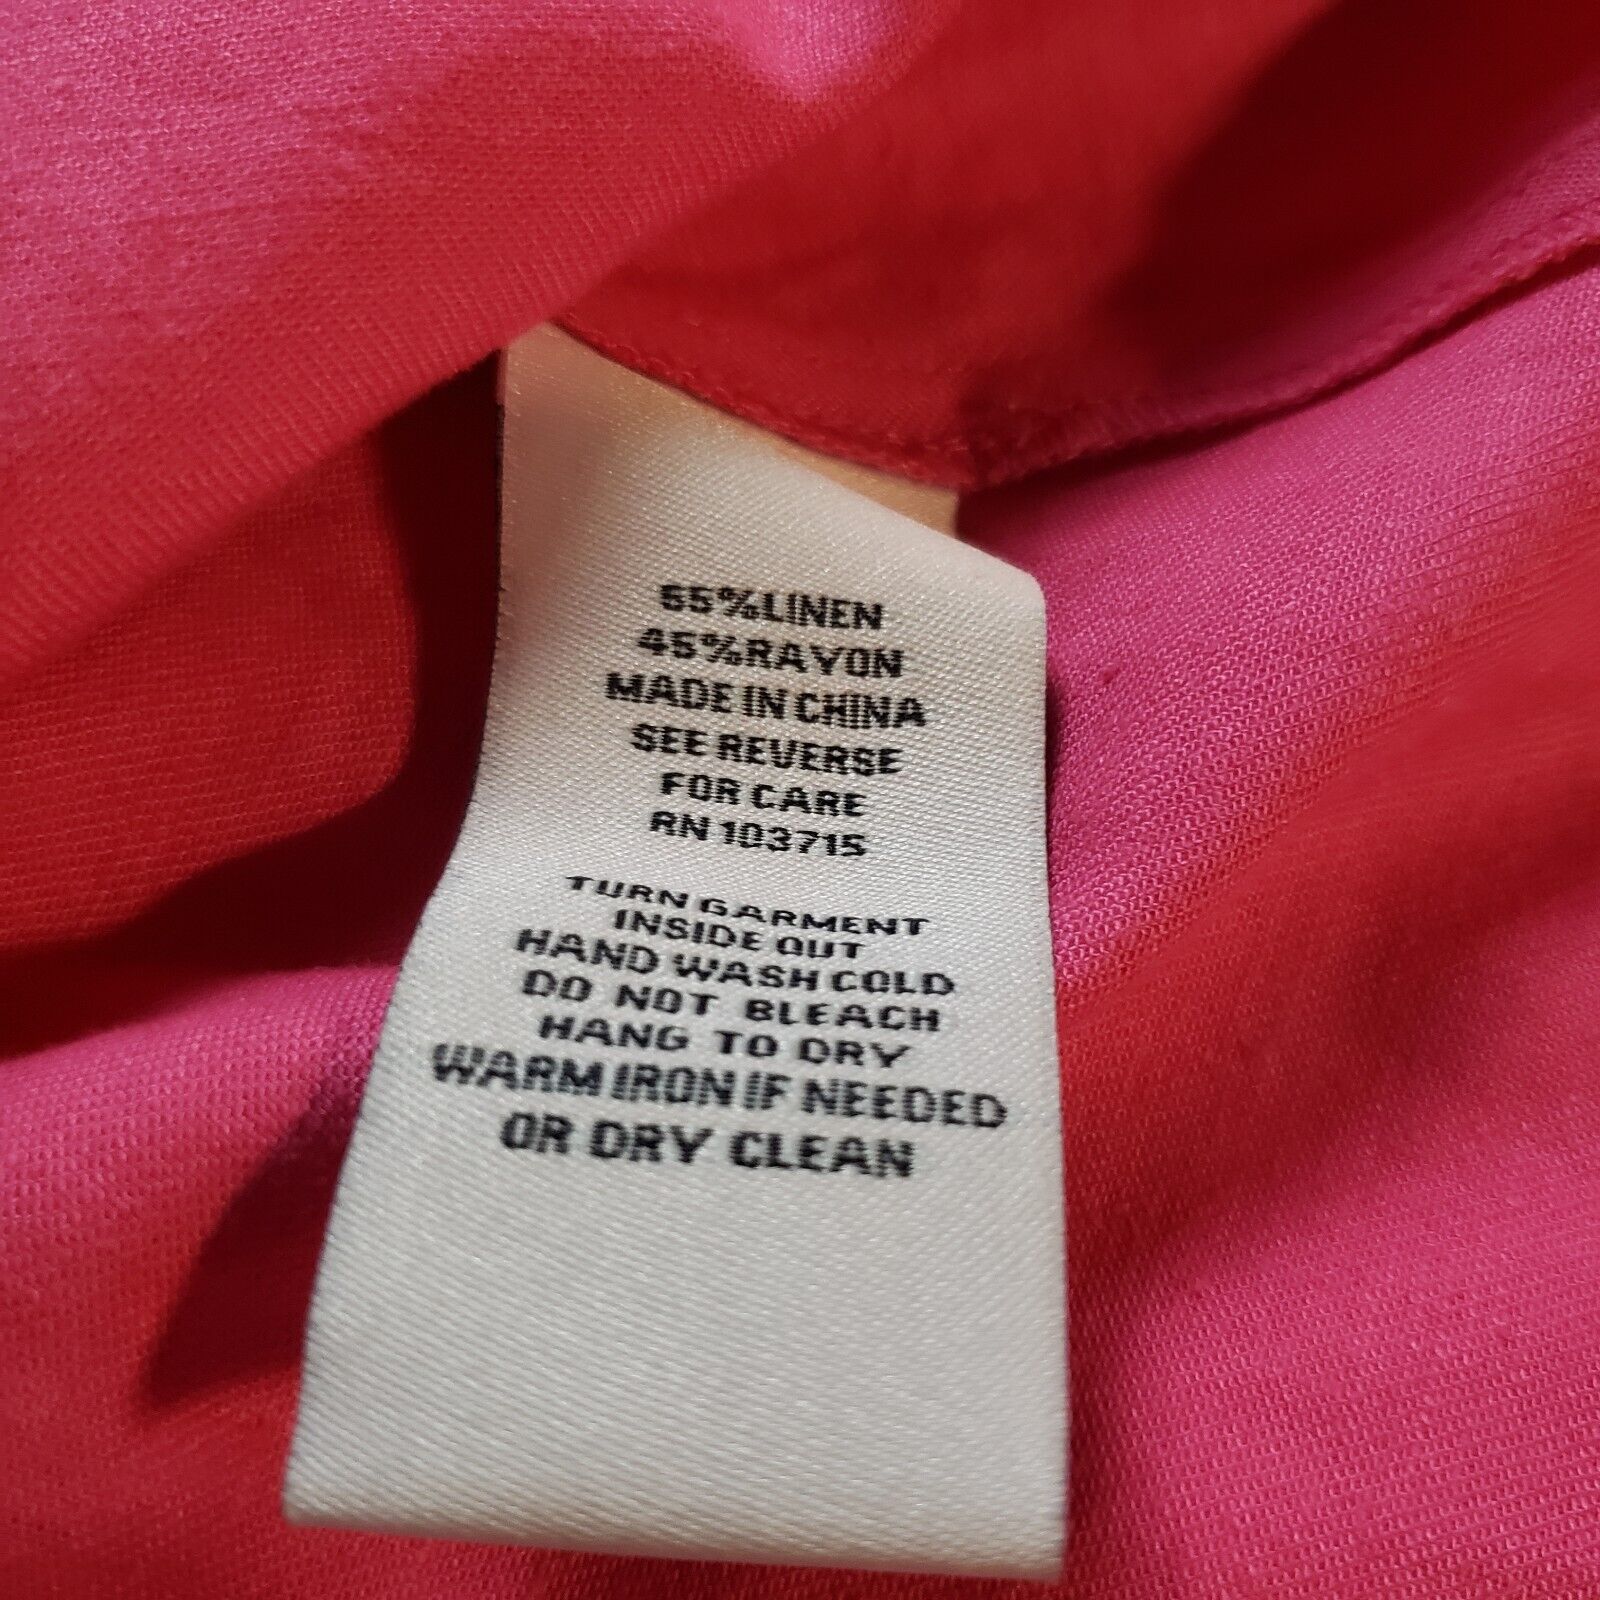 55%LINEN
45%RAYON
MADE IN CHINA
SEE REVERSE
FOR CARE
RN 103715
TURN GARMENT
INSIDE OUT
HAND WASH COLD
DO NOT BLEACH
HANG TO DRY
WARM IRON IF NEEDED
OR DRY CLEAN